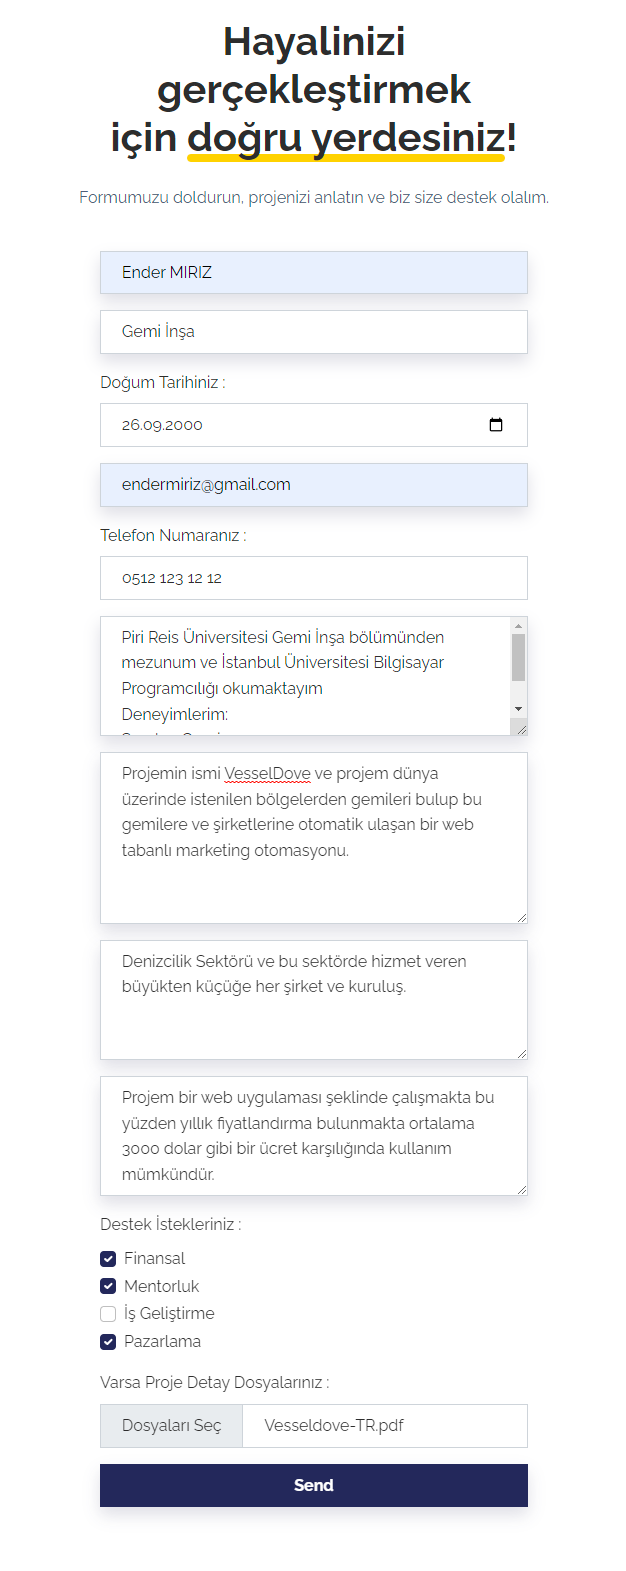 Hayalinizi
gerçekleştirmek
için doğru yerdesiniz!
Formumuzu doldurun, projenizi anlatın ve biz size destek olalım.
Ender MIRIZ
Gemi İnşa
Doğum Tarihiniz :
26.09.2000
endermiriz@gmail.com
Telefon Numaranız :
0512 123 12 12
Piri Reis Üniversitesi Gemi İnşa bölümünden
mezunum ve İstanbul Üniversitesi Bilgisayar
Programcılığı okumaktayım
Deneyimlerim:
Projemin ismi VesselDove ve projem dünya
üzerinde istenilen bölgelerden gemileri bulup bu
gemilere ve şirketlerine otomatik ulaşan bir web
tabanlı marketing otomasyonu.
Denizcilik Sektörü ve bu sektörde hizmet veren
büyükten küçüğe her şirket ve kuruluş.
Projem bir web uygulaması şeklinde çalışmakta bu
yüzden yıllık fiyatlandırma bulunmakta ortalama
3000 dolar gibi bir ücret karşılığında kullanım
mümkündür.
Destek İstekleriniz :
Finansal
Mentorluk
İş Geliştirme
Pazarlama
Varsa Proje Detay Dosyalarınız :
Dosyaları Seç Vesseldove-TR.pdf
Send